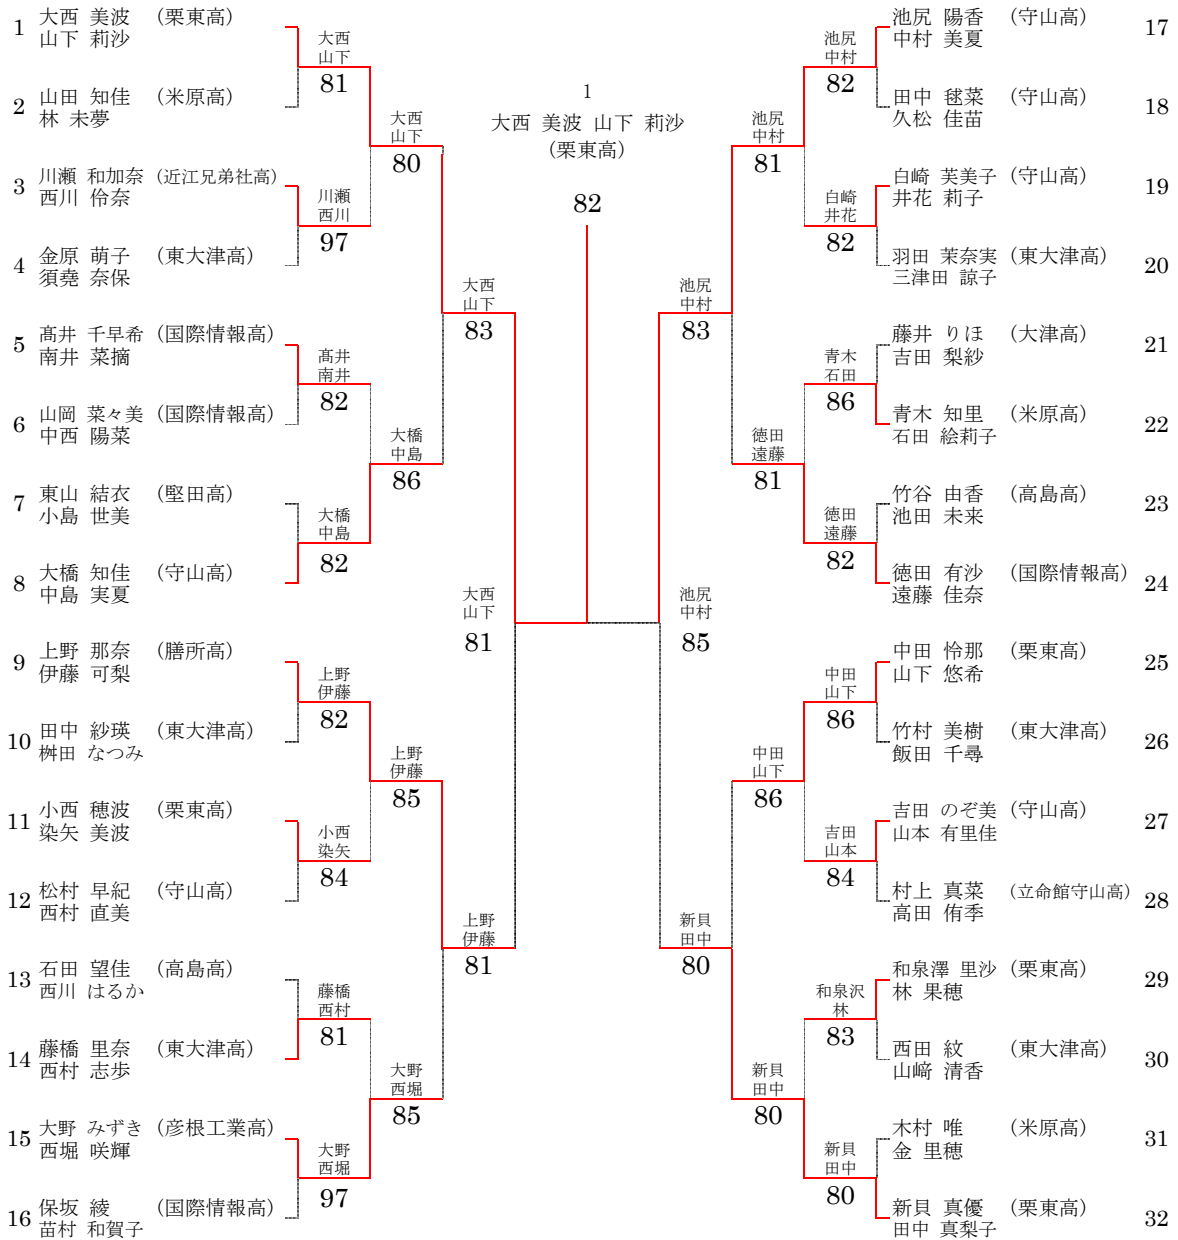 1 大西 美波 (栗東高)
山下 莉沙
2 山田 知佳 (米原高)
林 未夢
3 川瀬 和加奈 (近江兄弟社高)
西川 伶奈
4 金原 萌子 (東大津高)
須堯 奈保
5 髙井 千早希 (国際情報高)
南井 菜摘
6 山岡 菜々美 (国際情報高)
中西 陽菜
7 東山 結衣 (堅田高)
小島 世美
8 大橋 知佳 (守山高)
中島 実夏
9 上野 那奈 (膳所高)
伊藤 可梨
10 田中 紗瑛 (東大津高)
桝田 なつみ
11 小西 穂波 (栗東高)
染矢 美波
12 松村 早紀 (守山高)
西村 直美
13 石田 望佳 (高島高)
西川 はるか
14 藤橋 里奈 (東大津高)
西村 志歩
15 大野 みずき (彦根工業高)
西堀 咲輝
16 保坂 綾 (国際情報高)
苗村 和賀子
大西
山下
81
川瀬
西川
97
髙井
南井
82
大橋
中島
82
上野
伊藤
82
小西
染矢
84
藤橋
西村
81
大野
西堀
97
大西
山下
80
大橋
中島
86
上野
伊藤
85
大野
西堀
85
大西
山下
83
上野
伊藤
81
大西
山下
81
1
大西 美波 山下 莉沙
(栗東高)
82
池尻
中村
85
池尻
中村
83
新貝
田中
80
池尻
中村
81
徳田
遠藤
81
中田
山下
86
新貝
田中
80
池尻
中村
82
白崎
井花
82
青木
石田
86
徳田
遠藤
82
中田
山下
86
吉田
山本
84
和泉沢
林
83
新貝
田中
80
池尻 陽香 (守山高) 17
中村 美夏
田中 毬菜 (守山高) 18
久松 佳苗
白崎 芙美子 (守山高) 19
井花 莉子
羽田 茉奈実 (東大津高) 20
三津田 諒子
藤井 りほ (大津高) 21
吉田 梨紗
青木 知里 (米原高) 22
石田 絵莉子
竹谷 由香 (高島高) 23
池田 未来
徳田 有沙 (国際情報高) 24
遠藤 佳奈
中田 怜那 (栗東高) 25
山下 悠希
竹村 美樹 (東大津高) 26
飯田 千尋
吉田 のぞ美 (守山高) 27
山本 有里佳
村上 真菜 (立命館守山高) 28
高田 侑季
和泉澤 里沙 (栗東高) 29
林 果穂
西田 紋 (東大津高) 30
山﨑 清香
木村 唯 (米原高) 31
金 里穂
新貝 真優 (栗東高) 32
田中 真梨子